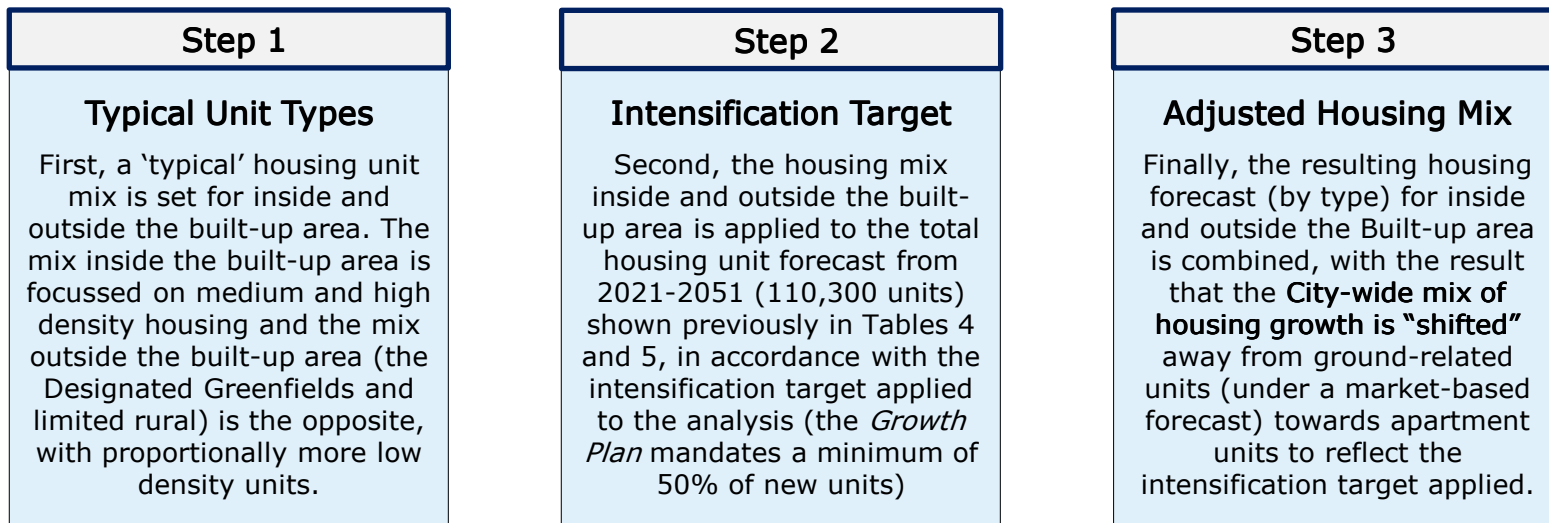 Step 1
Typical Unit Types
First, a ‘typical’ housing unit
mix is set for inside and
outside the built-up area. The
mix inside the built-up area is
focussed on medium and high
density housing and the mix
outside the built-up area (the
Designated Greenfields and
limited rural) is the opposite,
with proportionally more low
density units.
Step 2
Intensification Target
Second, the housing mix
inside and outside the built-
up area is applied to the total
housing unit forecast from
2021-2051 (110,300 units)
shown previously in Tables 4
and 5, in accordance with the
intensification target applied
to the analysis (the Growth
Plan mandates a minimum of
50% of new units)
Step 3
Adjusted Housing Mix
Finally, the resulting housing
forecast (by type) for inside
and outside the Built-up area
is combined, with the result
that the City-wide mix of
housing growth is “shifted”
away from ground-related
units (under a market-based
forecast) towards apartment
units to reflect the
intensification target applied.